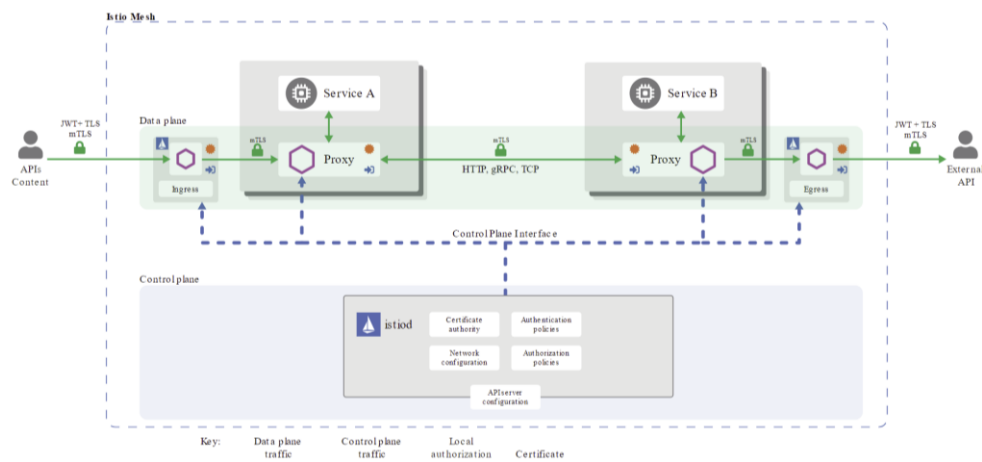 Istio Mesh
Data plane
JWT + TLS
mTLS
APIs
Content
Ingress
mTLS
Service A
Proxy
mTLS
HTTP, gRPC, TCP
Service B
Proxy
mTLS
Egress
JWT + TLS
mTLS
External
API
Control Plane Interface
Control plane
istiod
Certificate
authority
Authentication
policies
Network
configuration
Authorization
policies
API server
configuration
Key:
Data plane
traffic
Control plane
traffic
Local
authorization
Certificate